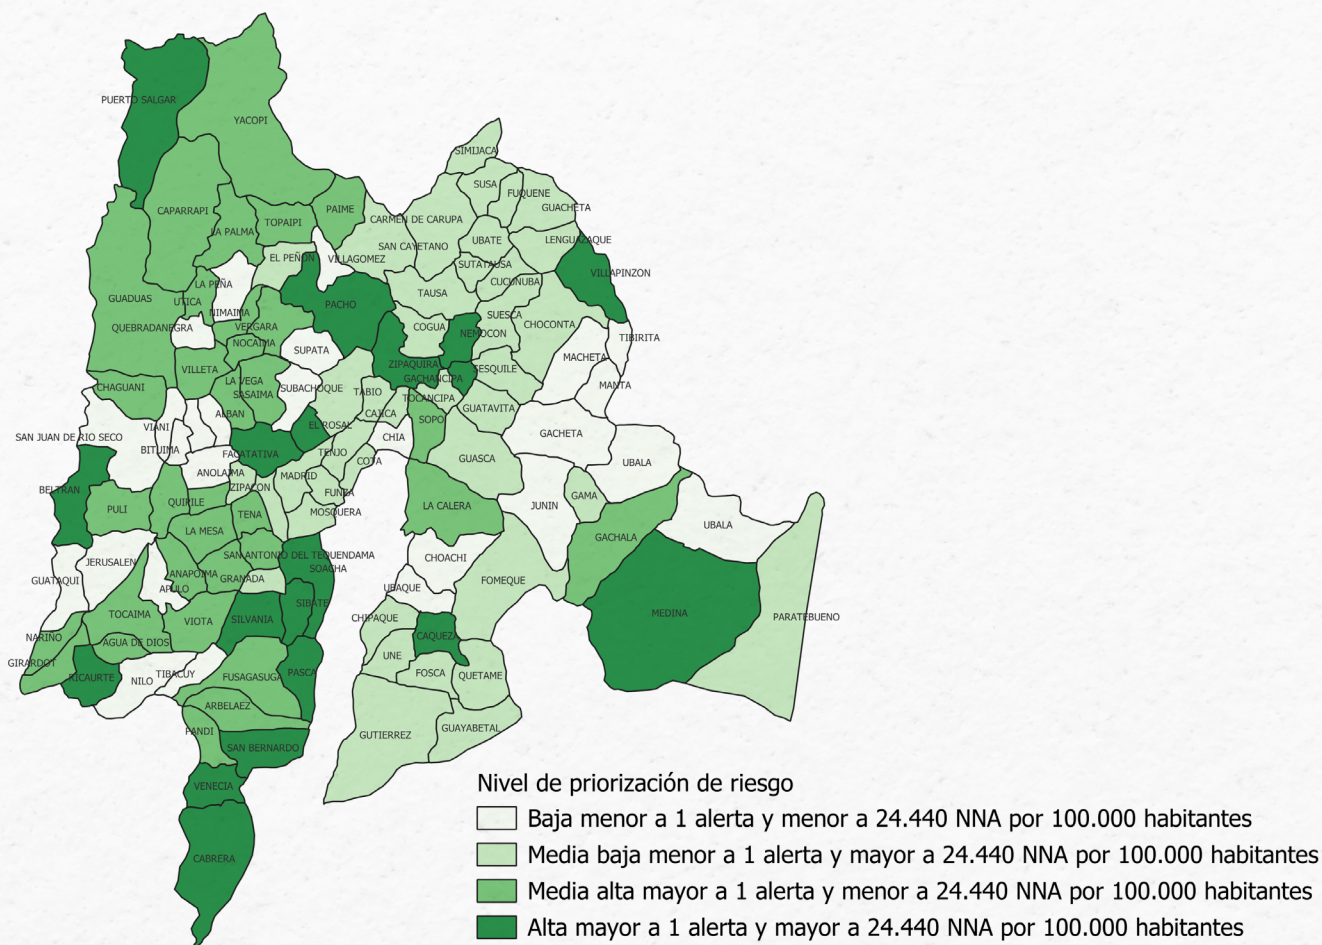 PUERTO SALGAR
YACOPI
SIMIJACA
SUSA
FUQUENE
GUACHETA
CAPARRAPI
PAIME
LA PALMA
TOPAIPI
CARMEN DE CARUPA
SAN CAYETANO
UBATE
LENGUAZAQUE
EL PEÑON
VILLAGOMEZ
SUTATAUSA
VILLAPINZON
LA PEÑA
CUCUNUBA
TAUSA
GUADUAS
UTICA
PACHO
NIMAIMA
SUESCA
QUEBRADANEGRA
VERGARA
COGUA
NEMOCON
CHOCONTA
TIBIRITA
NOCAIMA
SUPATA
MACHETA
ZIPAQUIRA
VILLETA
SESQUILE
GACHANCIPA
LA VEGA
CHAGUANI
SUBACHOQUE
MANTA
SASAIMA
TABIO
TOCANCIPA
GUATAVITA
ALBAN
CAJICA
SOPO
VIANI
EL ROSAL
SAN JUAN DE RIO SECO
CHIA
GACHETA
BITUIMA
FACATATIVA
TENJO
GUASCA
COTA
UBALA
ANOLAIMA
MADRID
BELTRAN
ZIPACON
FUNZA
GAMA
QUIPILE
PULI
LA CALERA
JUNIN
TENA
MOSQUERA
UBALA
LA MESA
GACHALA
SAN ANTONIO DEL TEQUENDAMA
CHOACHI
JERUSALEN
SOACHA
ANAPOIMA
GUATAQUI
GRANADA
FOMEQUE
APULO
UBAQUE
SIBATE
TOCAIMA
MEDINA
CHIPAQUE
PARATEBUENO
VIOTA
SILVANIA
NARIÑO
CAQUEZA
AGUA DE DIOS
UNE
GIRARDOT
FOSCA
QUETAME
PASCA
TIBACUY
RICAURTE
NILO
FUSAGASUGA
ARBELAEZ
GUAYABETAL
PANDI
GUTIERREZ
SAN BERNARDO
VENECIA
CABRERA
Nivel de priorización de riesgo
Baja menor a 1 alerta y menor a 24.440 NNA por 100.000 habitantes
Media baja menor a 1 alerta y mayor a 24.440 NNA por 100.000 habitantes
Media alta mayor a 1 alerta y menor a 24.440 NNA por 100.000 habitantes
Alta mayor a 1 alerta y mayor a 24.440 NNA por 100.000 habitantes